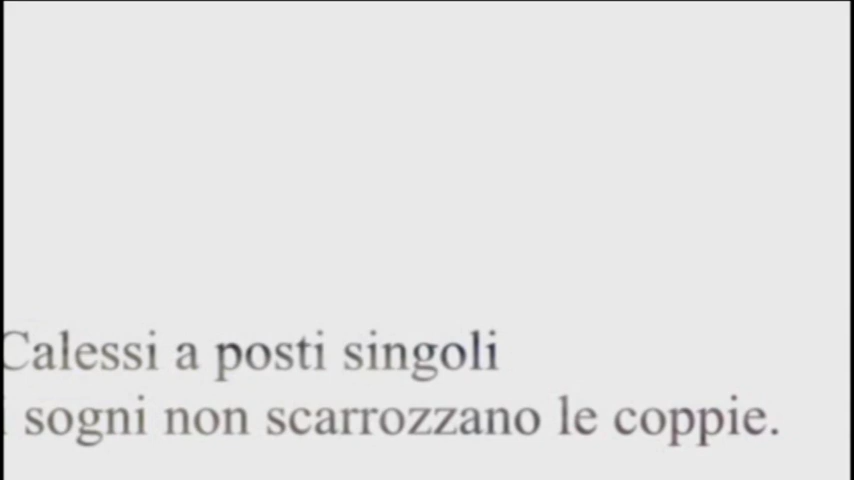 Calessi a posti singoli
i sogni non scarrozzano le coppie.